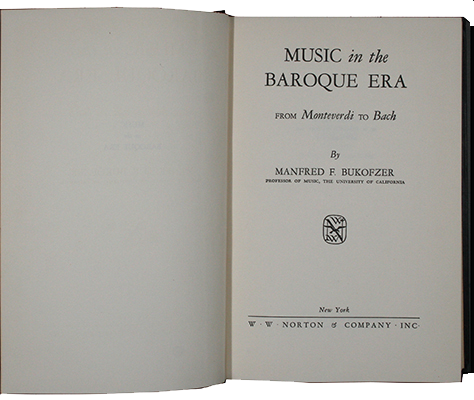 MUSIC in the
BAROQUE ERA
FROM Monteverdi TO Bach
By
MANFRED F. BUKOFZER
PROFESSOR OF MUSIC, THE UNIVERSITY OF CALIFORNIA
New York
W · W · NORTON & COMPANY · INC ·